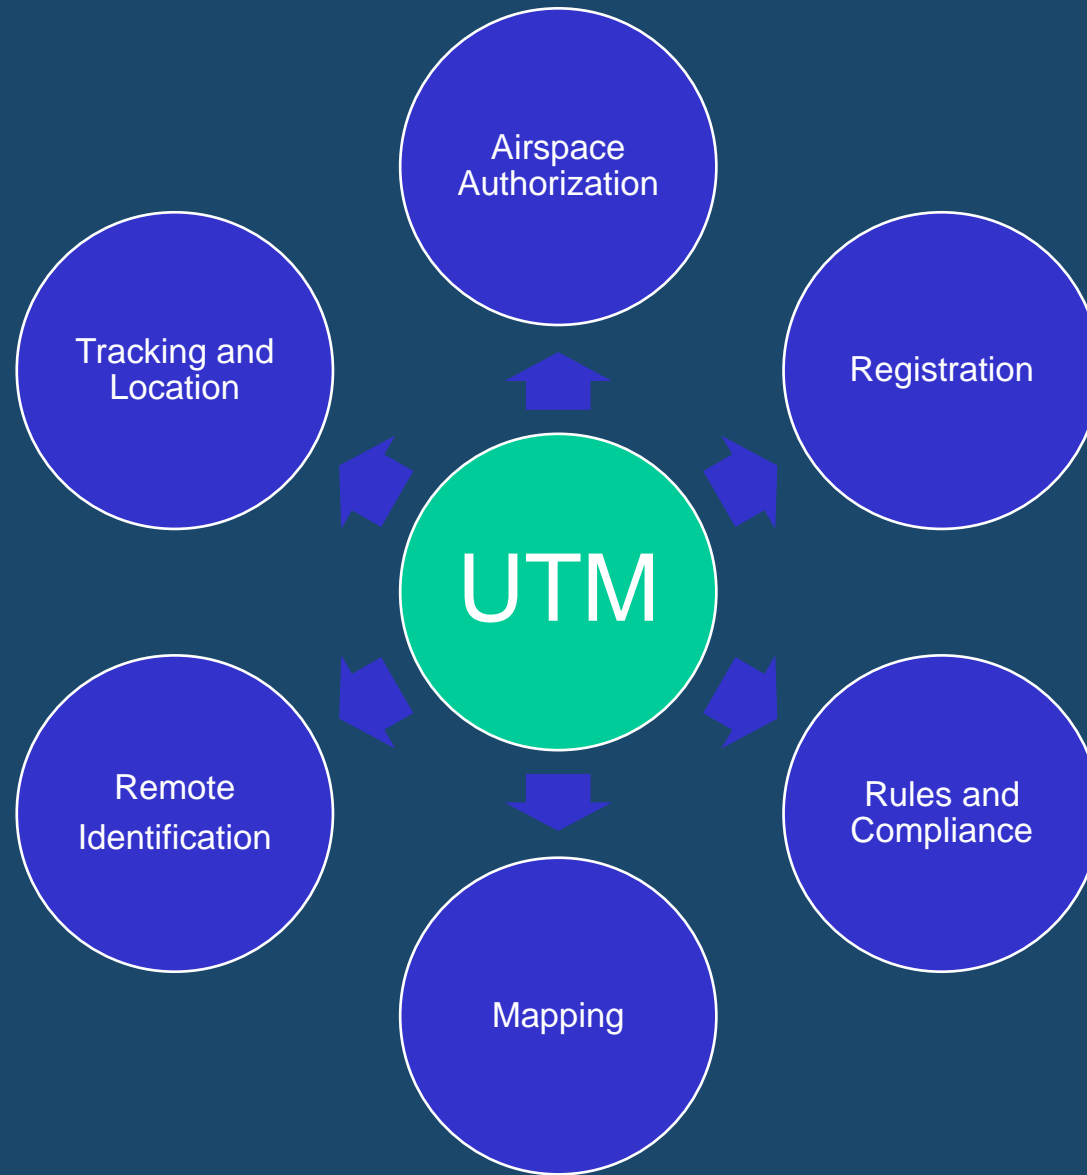 Airspace
Authorization
Tracking and
Location
Registration
UTM
Remote
Identification
Rules and
Compliance
Mapping